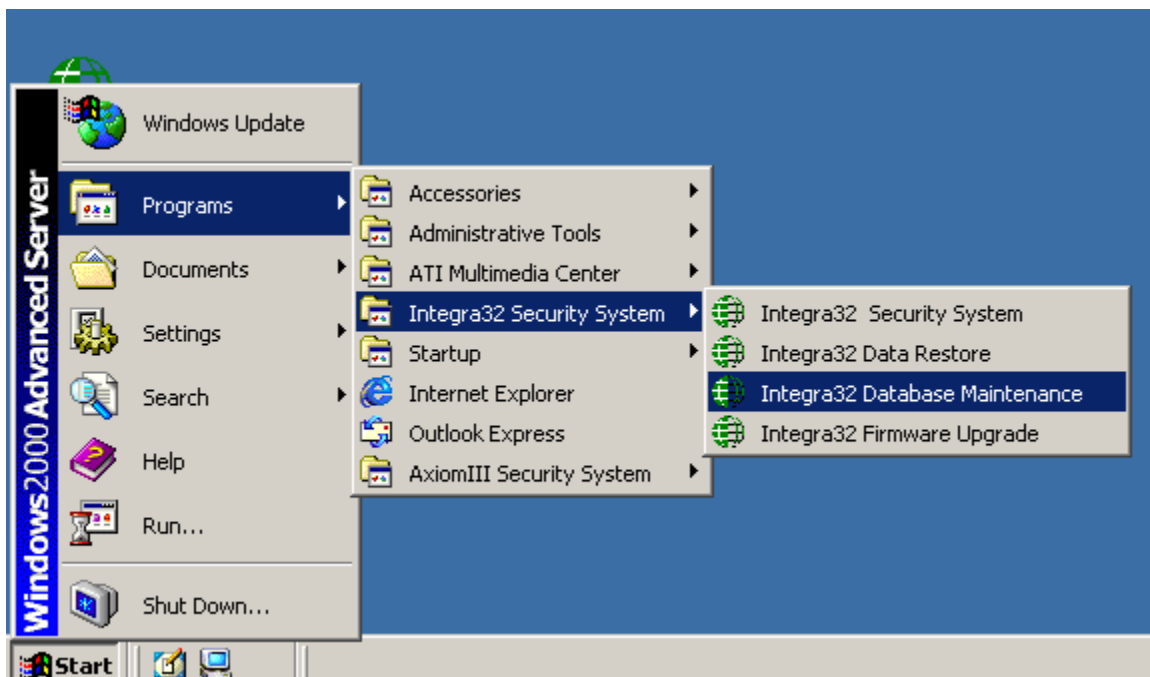 Windows Update
Programs
Documents
Settings
Search
Help
Run...
Shut Down...
Windows2000 Advanced Server
Accessories
Administrative Tools
ATI Multimedia Center
Integra32 Security System
Startup
Internet Explorer
Outlook Express
AxiomIII Security System
Integra32  Security System
Integra32 Data Restore
Integra32 Database Maintenance
Integra32 Firmware Upgrade
Start